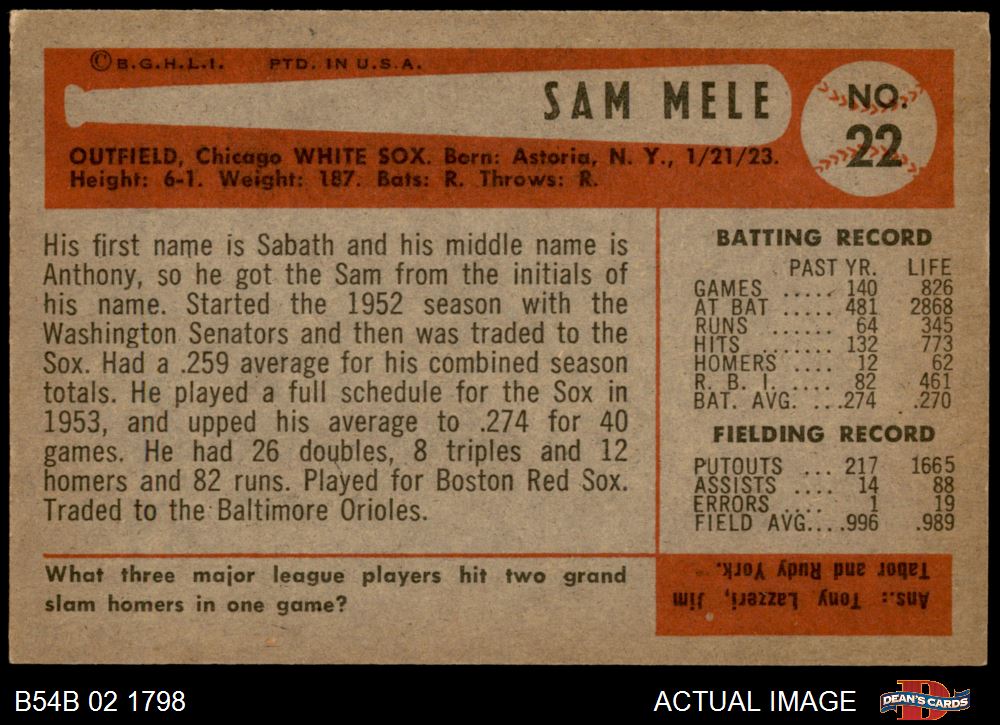 ©B.G.H.L.I. PTD. IN U.S.A.
SAM MELE
NO.
22
OUTFIELD, Chicago WHITE SOX. Born: Astoria, N. Y., 1/21/23.
Height: 6-1. Weight: 187. Bats: R. Throws: R.
His first name is Sabath and his middle name is
Anthony, so he got the Sam from the initials of
his name. Started the 1952 season with the
Washington Senators and then was traded to the
Sox. Had a .259 average for his combined season
totals. He played a full schedule for the Sox in
1953, and upped his average to .274 for 40
games. He had 26 doubles, 8 triples and 12
homers and 82 runs. Played for Boston Red Sox.
Traded to the Baltimore Orioles.
BATTING RECORD
PAST YR. LIFE
GAMES ..... 140 826
AT BAT ..... 481 2868
RUNS ...... 64 345
HITS ....... 132 773
HOMERS .... 12 62
R. B. I. .... 82 461
BAT. AVG. ...274 .270
FIELDING RECORD
PUTOUTS ... 217 1665
ASSISTS .... 14 88
ERRORS .... 1 19
FIELD AVG....996 .989
What three major league players hit two grand
slam homers in one game?
Ans.: Tony Lazzeri, Jim
Tabor and Rudy York.
B54B 02 1798
ACTUAL IMAGE
DEAN'S CARDS